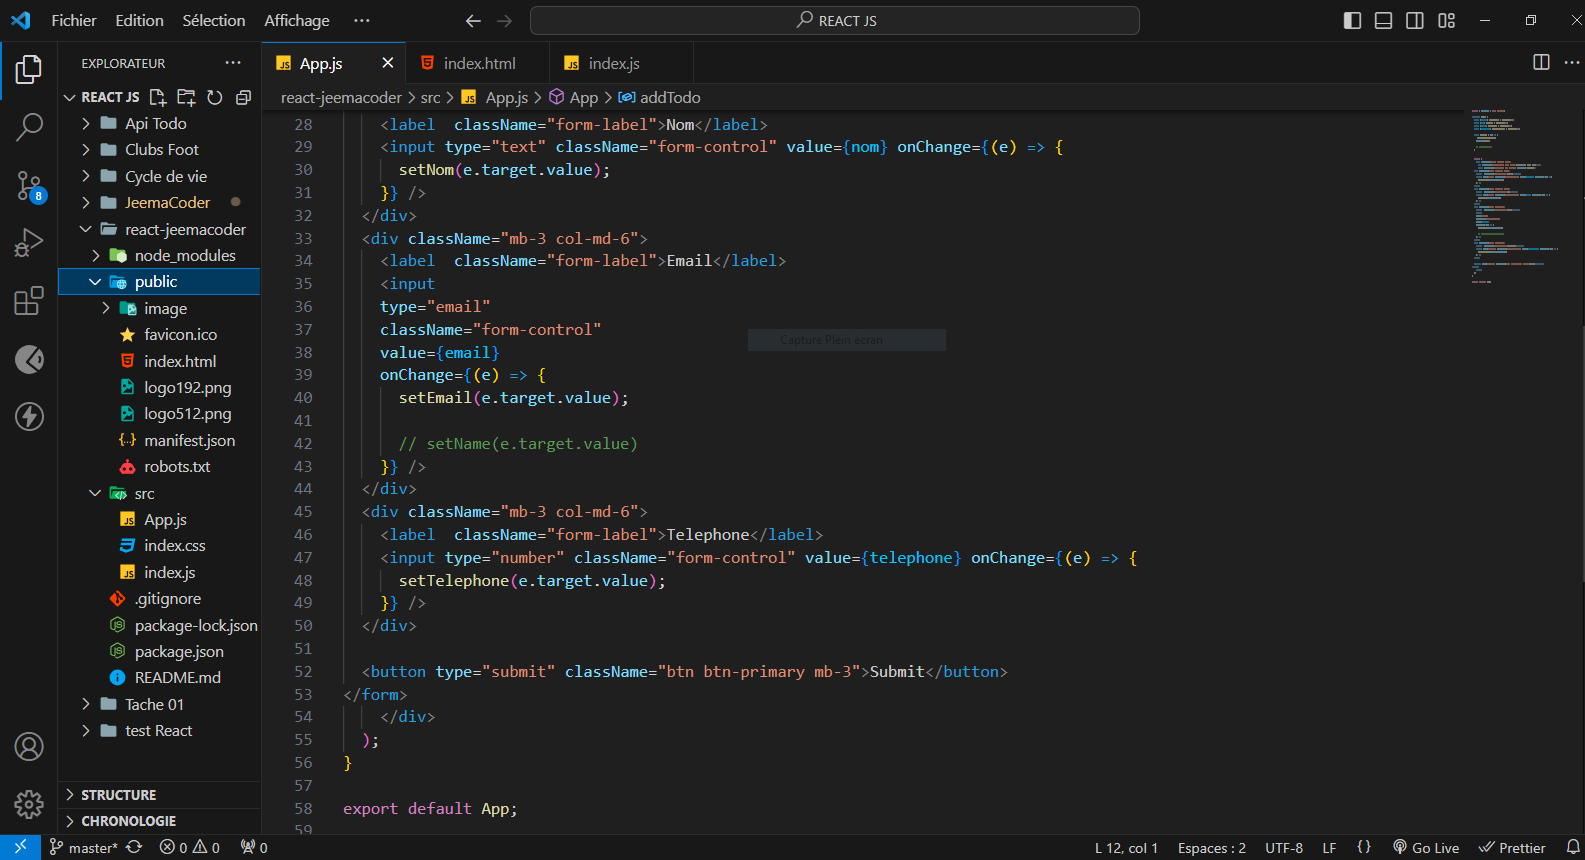 Fichier Edition Sélection Affichage ··· REACT JS
EXPLORATEUR ···
REACT JS
Api Todo
Clubs Foot
Cycle de vie
JeemaCoder
react-jeemacoder
node_modules
public
image
favicon.ico
index.html
logo192.png
logo512.png
manifest.json
robots.txt
src
App.js
index.css
index.js
.gitignore
package-lock.json
package.json
README.md
Tache 01
test React
STRUCTURE
CHRONOLOGIE
8
App.js index.html index.js
react-jeemacoder > src > App.js > App > addTodo
28 <label  className="form-label">Nom</label>
29 <input type="text" className="form-control" value={nom} onChange={(e) => {
30 setNom(e.target.value);
31 }} />
32 </div>
33 <div className="mb-3 col-md-6">
34 <label  className="form-label">Email</label>
35 <input
36 type="email"
37 className="form-control"
38 value={email}
39 onChange={(e) => {
40 setEmail(e.target.value);
41
42 // setName(e.target.value)
43 }} />
44 </div>
45 <div className="mb-3 col-md-6">
46 <label  className="form-label">Telephone</label>
47 <input type="number" className="form-control" value={telephone} onChange={(e) => {
48 setTelephone(e.target.value);
49 }} />
50 </div>
51
52 <button type="submit" className="btn btn-primary mb-3">Submit</button>
53 </form>
54 </div>
55 );
56 }
57
58 export default App;
59
Capture Plein écran
master* 0 0 0 L 12, col 1 Espaces : 2 UTF-8 LF {} Go Live Prettier